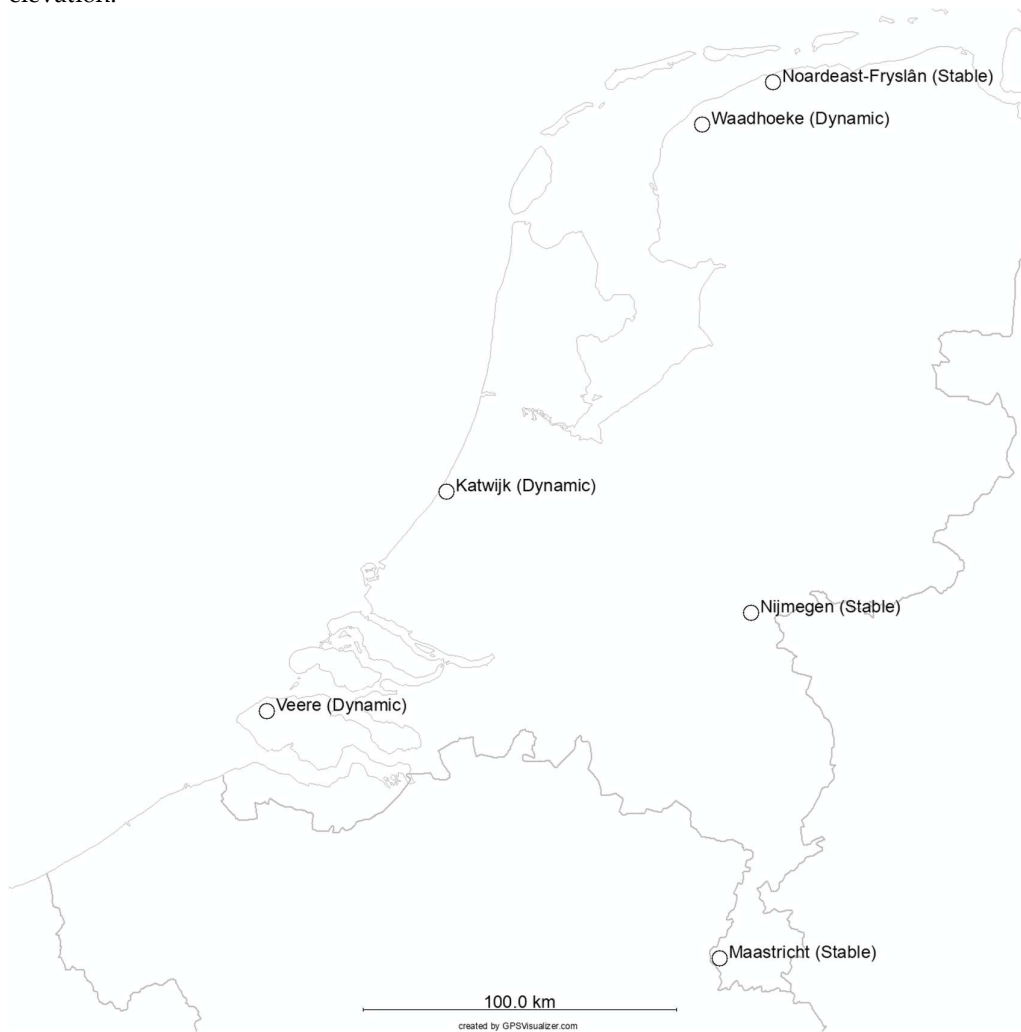 elevation.
Noardeast-Fryslân (Stable)
Waadhoeke (Dynamic)
Katwijk (Dynamic)
Nijmegen (Stable)
Veere (Dynamic)
Maastricht (Stable)
100.0 km
created by GPSVisualizer.com